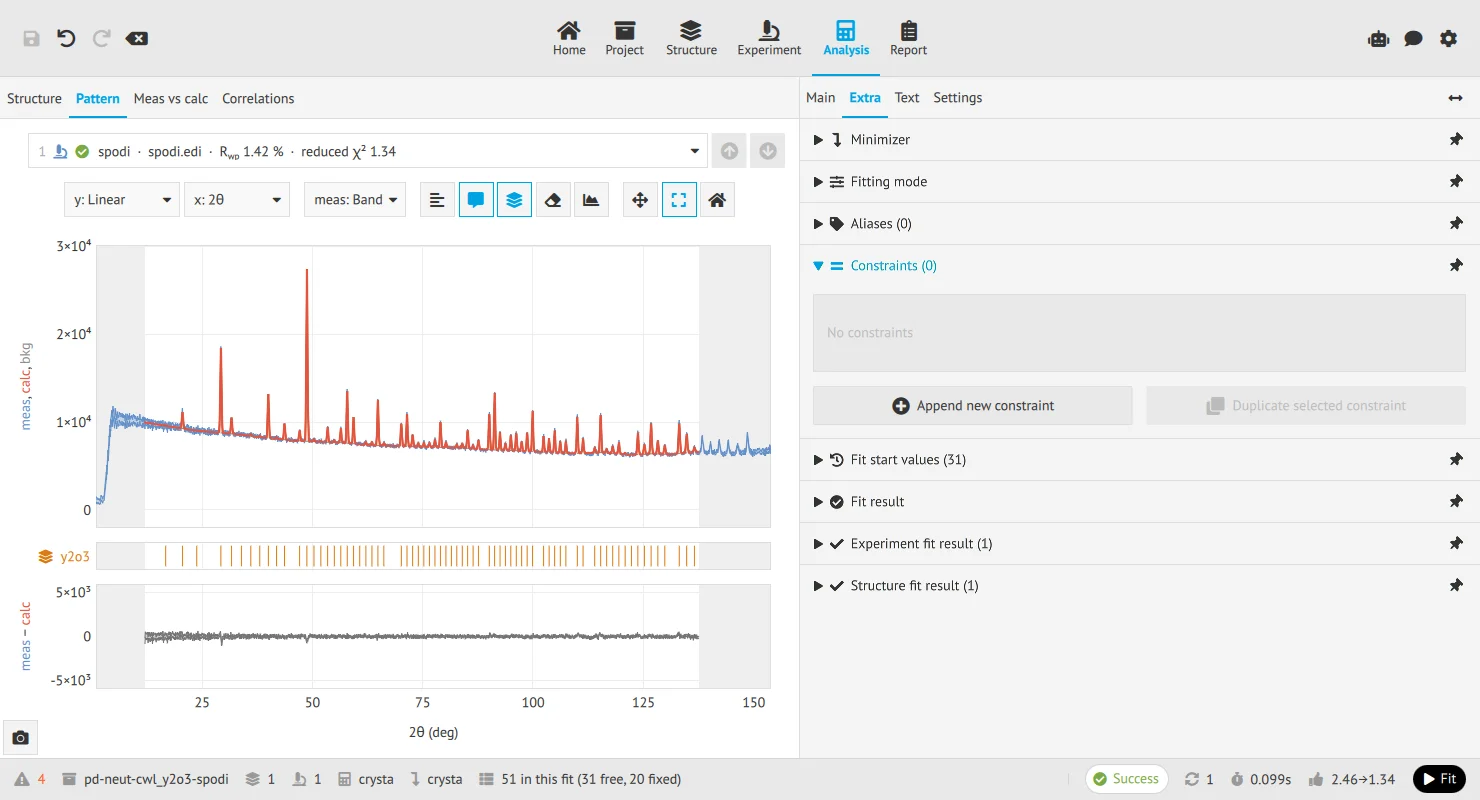 Home
Project
Structure
Experiment
Analysis
Report
Structure
Pattern
Meas vs calc
Correlations
Main
Extra
Text
Settings
1 spodi · spodi.edi · Rwp 1.42 % · reduced χ² 1.34
y: Linear
x: 2θ
meas: Band
3×10⁴
2×10⁴
1×10⁴
0
meas, calc, bkg
y2o3
5×10³
0
-5×10³
meas − calc
25
50
75
100
125
150
2θ (deg)
Minimizer
Fitting mode
Aliases (0)
Constraints (0)
No constraints
Append new constraint
Duplicate selected constraint
Fit start values (31)
Fit result
Experiment fit result (1)
Structure fit result (1)
4
pd-neut-cwl_y2o3-spodi
1
1
crysta
crysta
51 in this fit (31 free, 20 fixed)
Success
1
0.099s
2.46→1.34
Fit